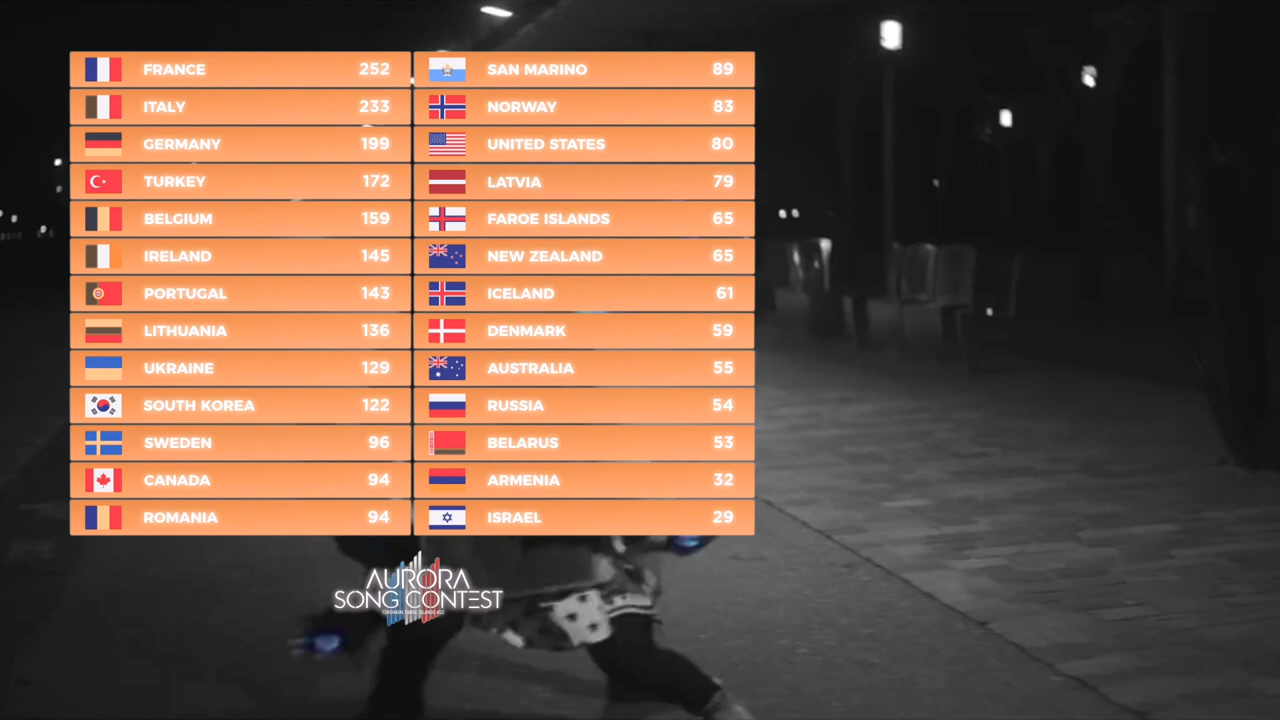 FRANCE 252
ITALY 233
GERMANY 199
TURKEY 172
BELGIUM 159
IRELAND 145
PORTUGAL 143
LITHUANIA 136
UKRAINE 129
SOUTH KOREA 122
SWEDEN 96
CANADA 94
ROMANIA 94
SAN MARINO 89
NORWAY 83
UNITED STATES 80
LATVIA 79
FAROE ISLANDS 65
NEW ZEALAND 65
ICELAND 61
DENMARK 59
AUSTRALIA 55
RUSSIA 54
BELARUS 53
ARMENIA 32
ISRAEL 29
AURORA
SONG CONTEST